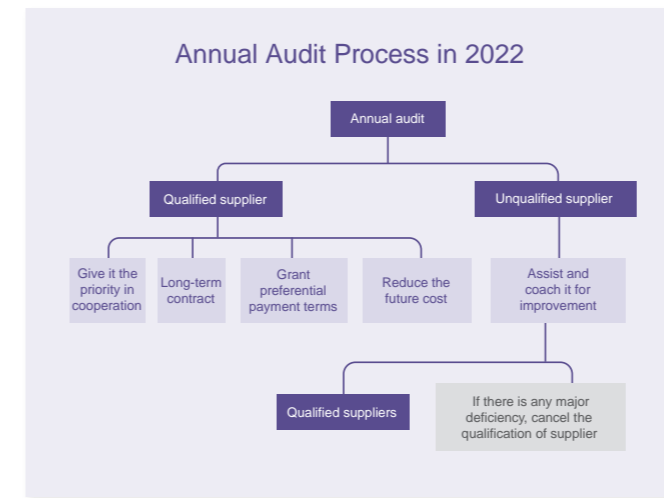 Annual Audit Process in 2022
Annual audit
Qualified supplier
Unqualified supplier
Give it the
priority in
cooperation
Long-term
contract
Grant
preferential
payment terms
Reduce the
future cost
Assist and
coach it for
improvement
Qualified suppliers
If there is any major
deficiency, cancel the
qualification of supplier